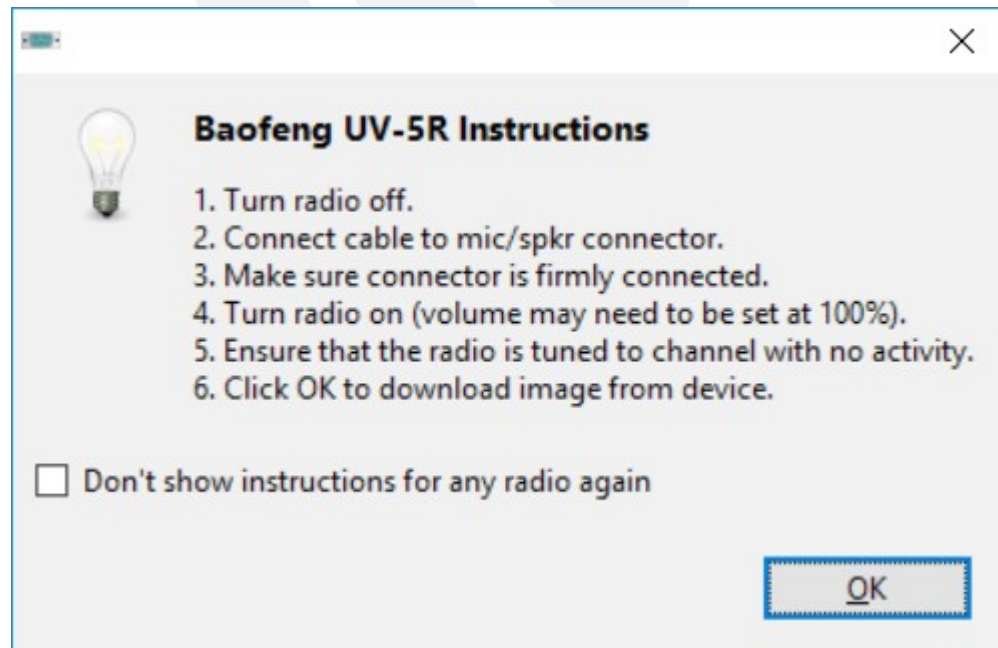 Baofeng UV-5R Instructions
1. Turn radio off.
2. Connect cable to mic/spkr connector.
3. Make sure connector is firmly connected.
4. Turn radio on (volume may need to be set at 100%).
5. Ensure that the radio is tuned to channel with no activity.
6. Click OK to download image from device.
Don't show instructions for any radio again
OK